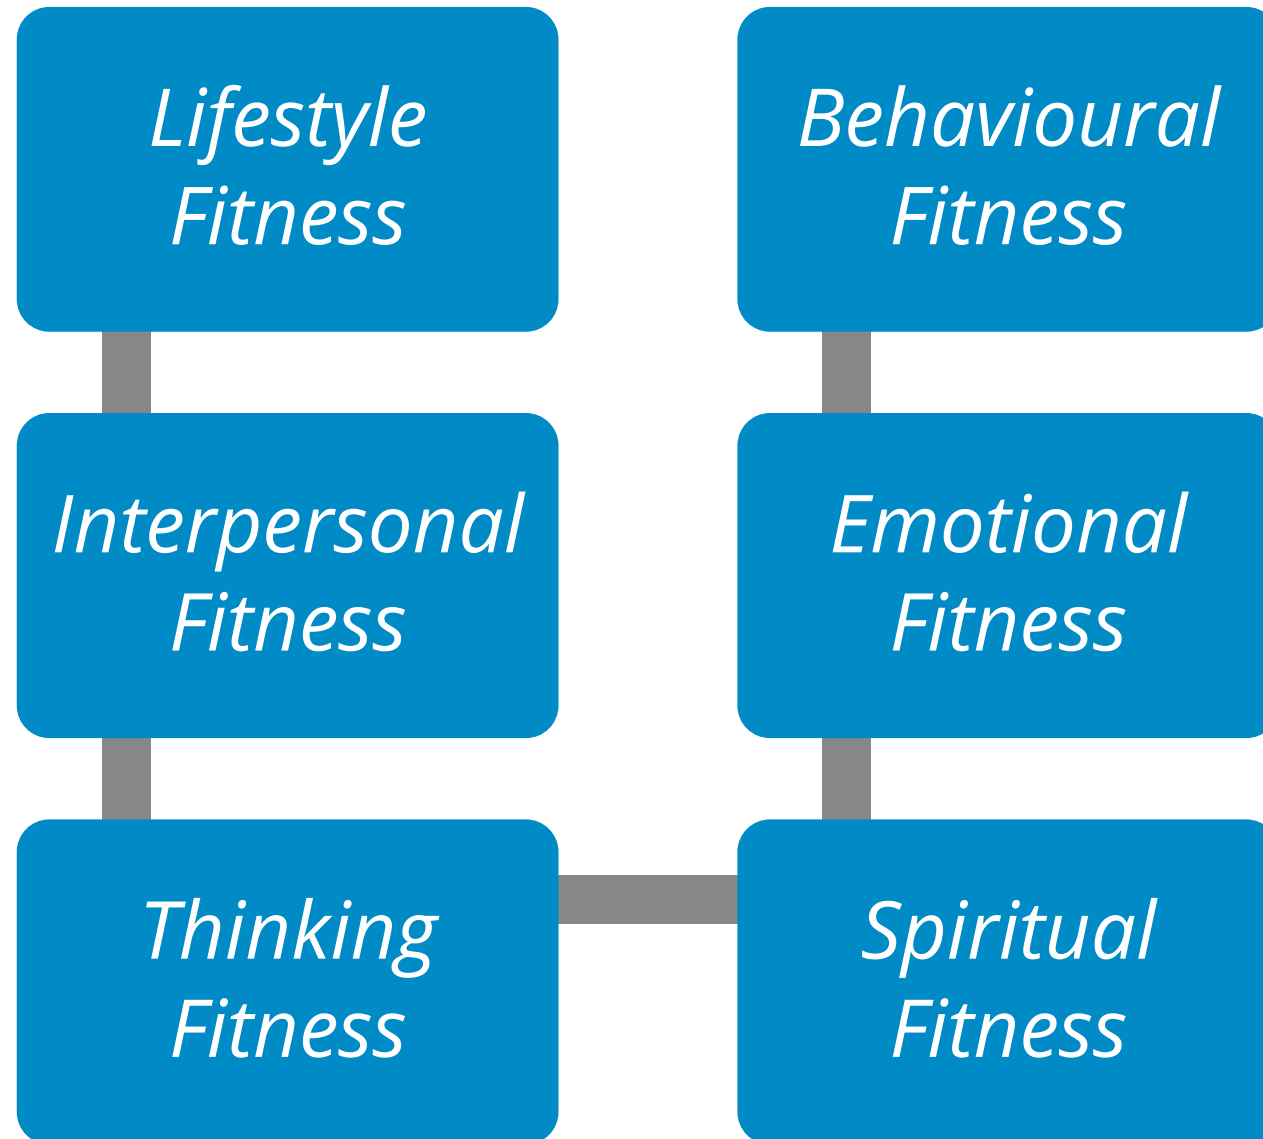 Lifestyle
Fitness
Interpersonal
Fitness
Thinking
Fitness
Spiritual
Fitness
Emotional
Fitness
Behavioural
Fitness